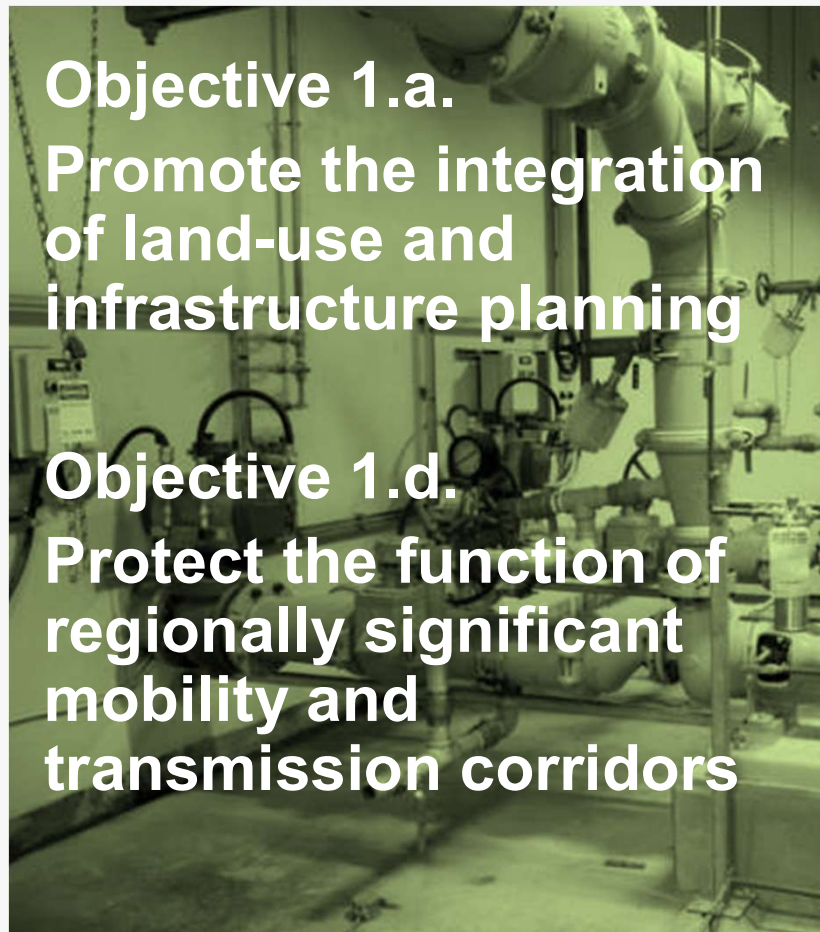 Objective 1.a.
Promote the integration
of land-use and
infrastructure planning
Objective 1.d.
Protect the function of
regionally significant
mobility and
transmission corridors